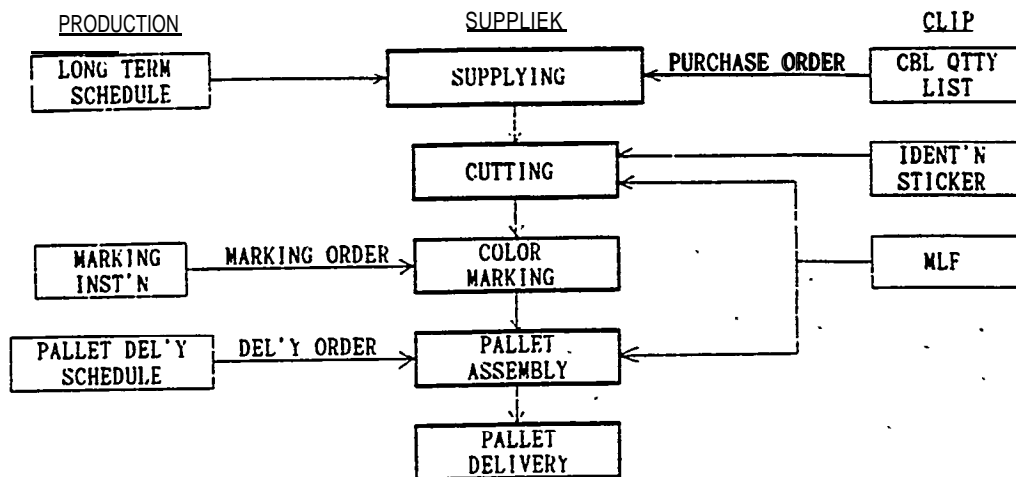 PRODUCTION
SUPPLIEK
CLIP
LONG TERM
SCHEDULE
SUPPLYING
PURCHASE ORDER
CBL QTTY
LIST
CUTTING
IDENT'N
STICKER
MARKING
INST'N
MARKING ORDER
COLOR
MARKING
MLF
PALLET DEL'Y
SCHEDULE
DEL'Y ORDER
PALLET
ASSEMBLY
PALLET
DELIVERY